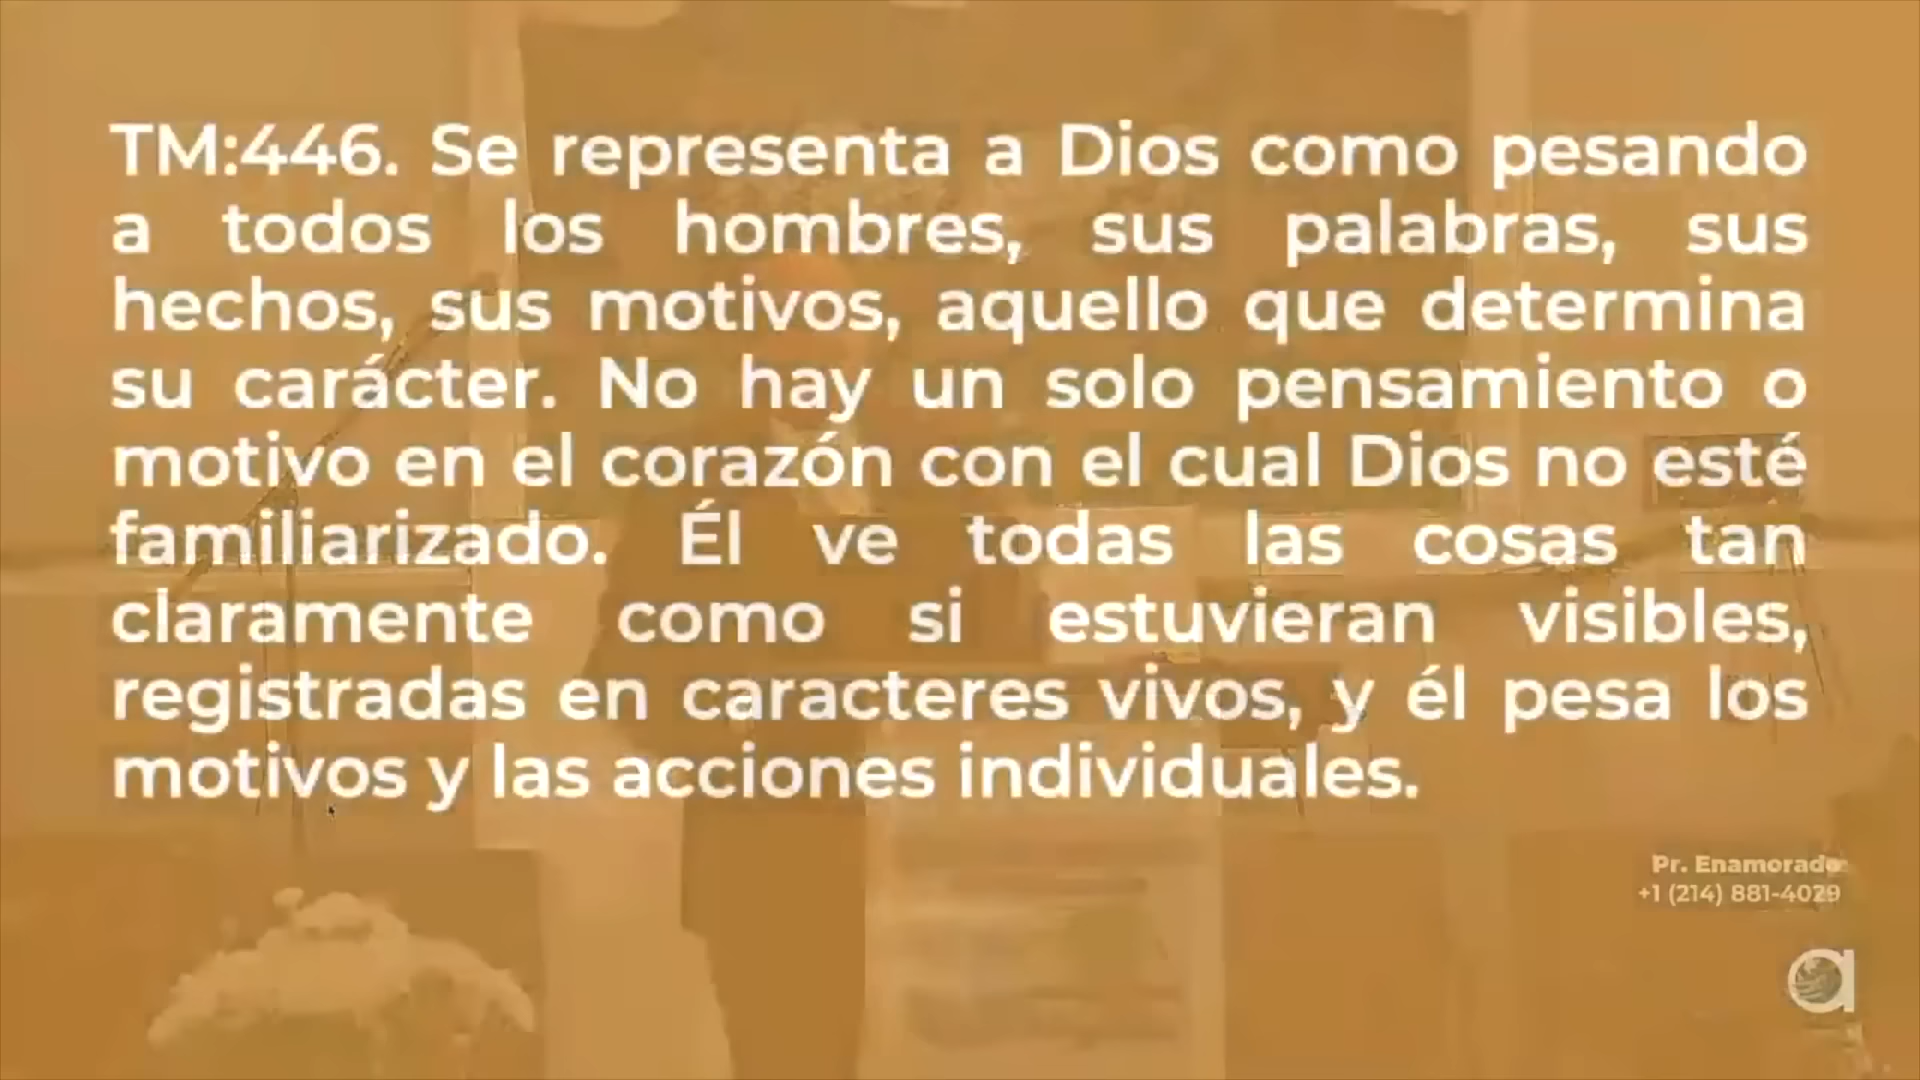 TM:446. Se representa a Dios como pesando
a todos los hombres, sus palabras, sus
hechos, sus motivos, aquello que determina
su carácter. No hay un solo pensamiento o
motivo en el corazón con el cual Dios no esté
familiarizado. Él ve todas las cosas tan
claramente como si estuvieran visibles,
registradas en caracteres vivos, y él pesa los
motivos y las acciones individuales.
Pr. Enamorado
+1 (214) 881-4029
a